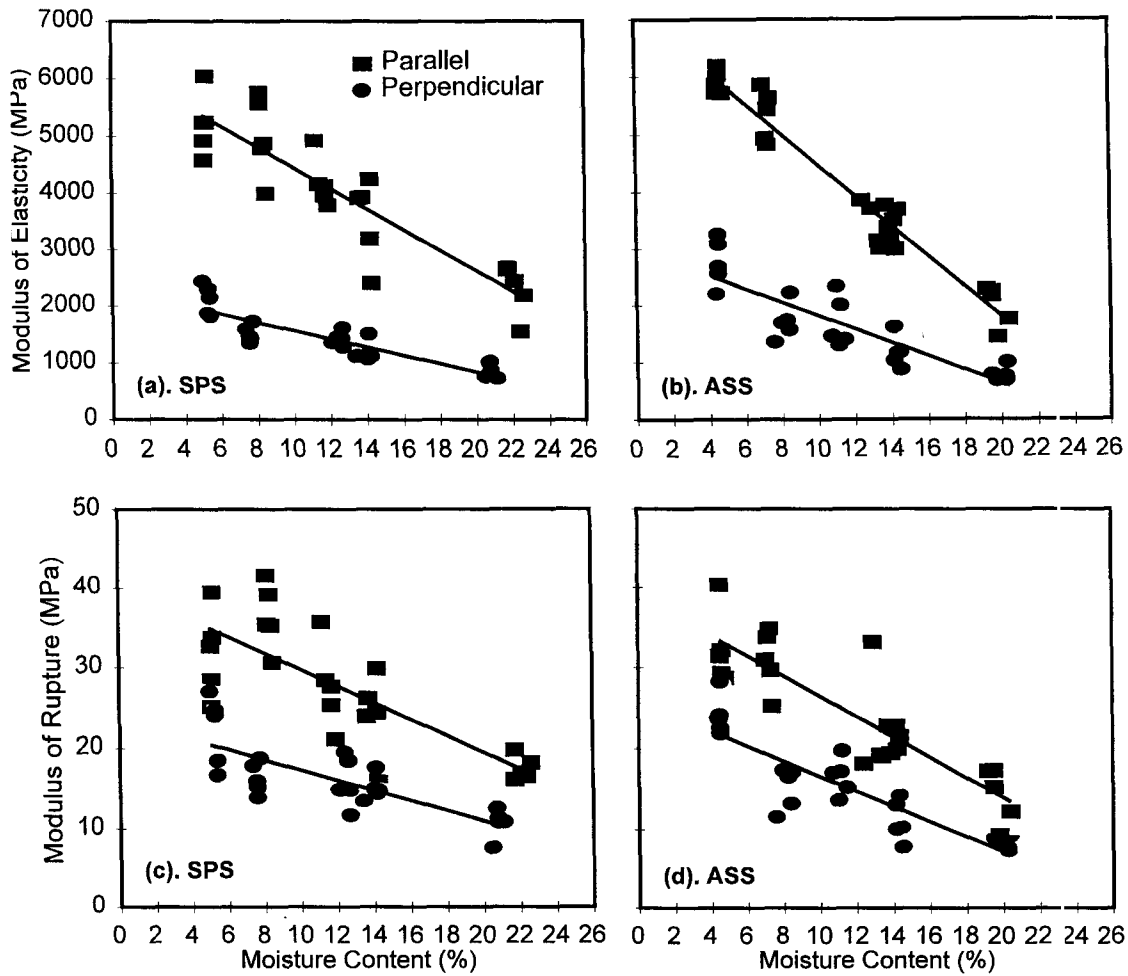 7000
6000
5000
4000
3000
2000
1000
0
Modulus of Elasticity (MPa)
Parallel
Perpendicular
(a). SPS
0 2 4 6 8 10 12 14 16 18 20 22 24 26
(b). ASS
0 2 4 6 8 10 12 14 16 18 20 22 24 26
50
40
30
20
10
0
Modulus of Rupture (MPa)
(c). SPS
0 2 4 6 8 10 12 14 16 18 20 22 24 26
Moisture Content (%)
(d). ASS
0 2 4 6 8 10 12 14 16 18 20 22 24 26
Moisture Content (%)